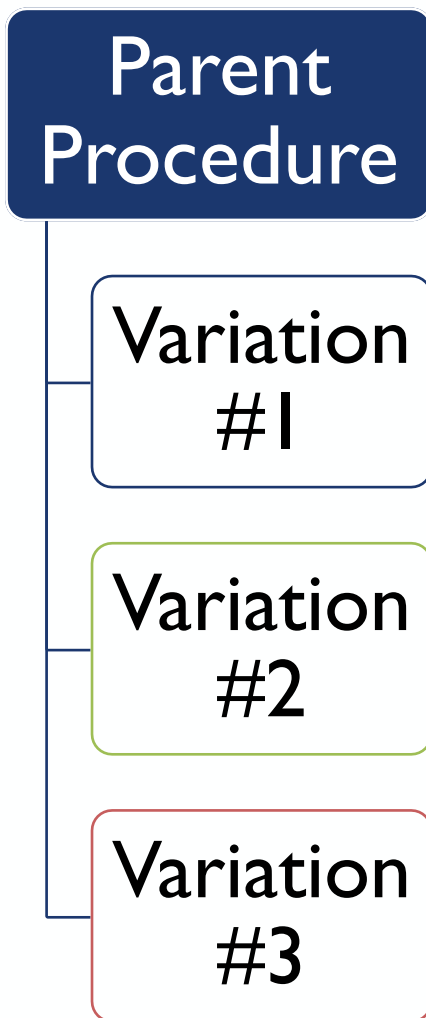 Parent
Procedure
Variation
#1
Variation
#2
Variation
#3